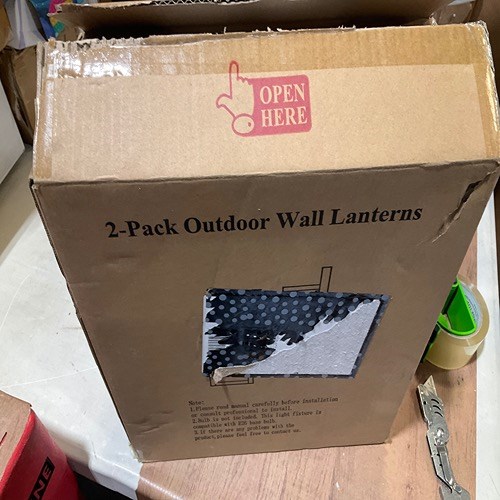 OPEN
HERE
2-Pack Outdoor Wall Lanterns
Note:
1.Please read manual carefully before installation
or consult professional to install.
2.Bulb is not included. This light fixture is
compatible with E26 base bulb.
3.if there are any problems with the
product,please feel free to contact us.
NE